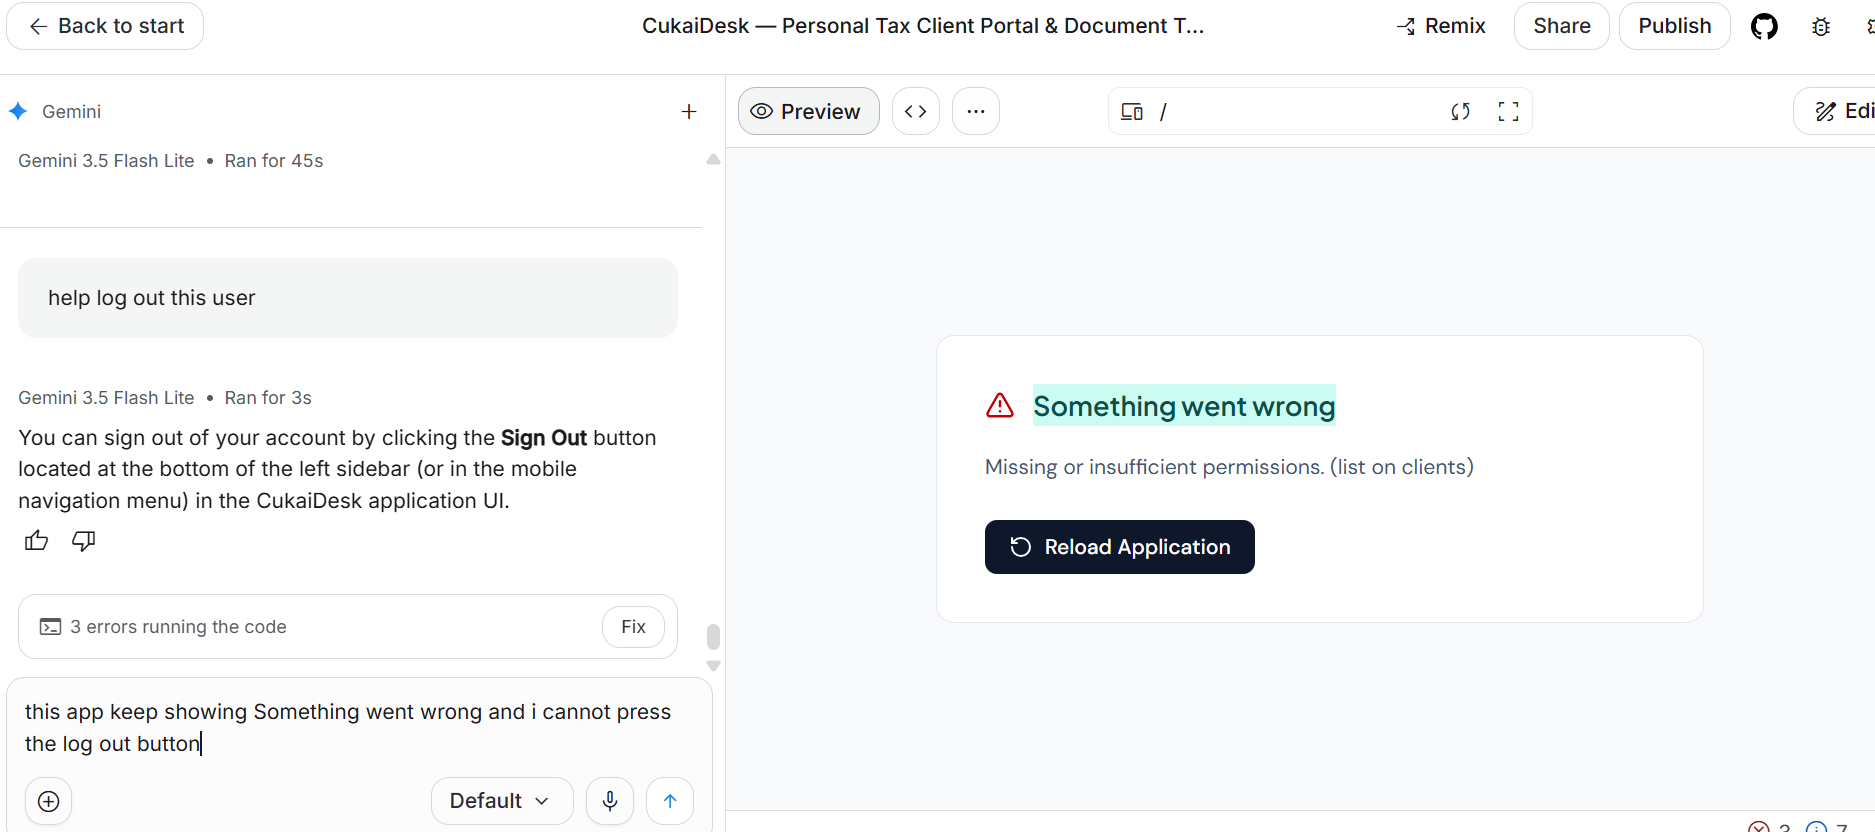 Back to start
CukaiDesk — Personal Tax Client Portal & Document T...
Remix
Share
Publish
Gemini
Gemini 3.5 Flash Lite • Ran for 45s
help log out this user
Gemini 3.5 Flash Lite • Ran for 3s
You can sign out of your account by clicking the Sign Out button
located at the bottom of the left sidebar (or in the mobile
navigation menu) in the CukaiDesk application UI.
3 errors running the code
Fix
this app keep showing Something went wrong and i cannot press
the log out button
Default
Preview
/
Edi
Something went wrong
Missing or insufficient permissions. (list on clients)
Reload Application
3
7